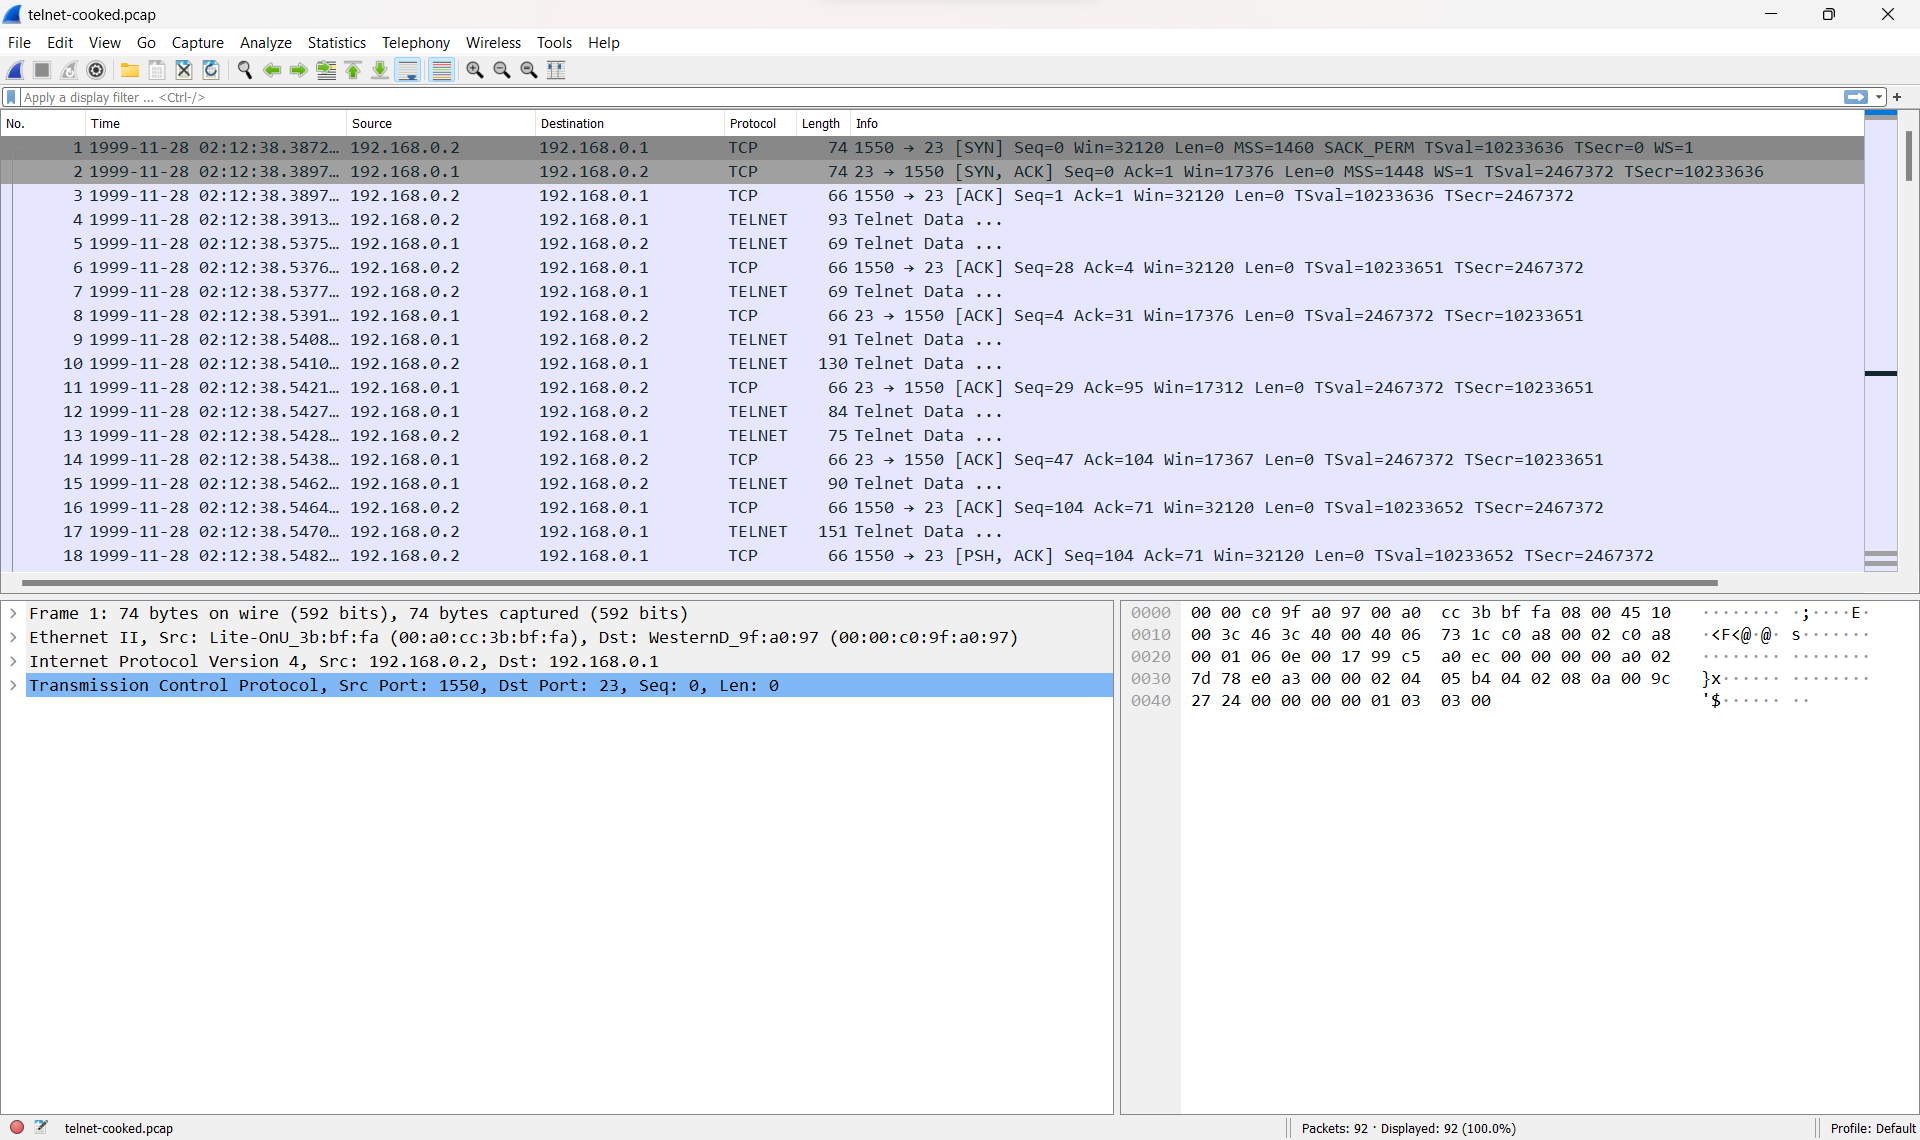 telnet-cooked.pcap
File Edit View Go Capture Analyze Statistics Telephony Wireless Tools Help
Apply a display filter ... <Ctrl-/>
No. Time Source Destination Protocol Length Info
1 1999-11-28 02:12:38.3872… 192.168.0.2 192.168.0.1 TCP 74 1550 → 23 [SYN] Seq=0 Win=32120 Len=0 MSS=1460 SACK_PERM TSval=10233636 TSecr=0 WS=1
2 1999-11-28 02:12:38.3897… 192.168.0.1 192.168.0.2 TCP 74 23 → 1550 [SYN, ACK] Seq=0 Ack=1 Win=17376 Len=0 MSS=1448 WS=1 TSval=2467372 TSecr=10233636
3 1999-11-28 02:12:38.3897… 192.168.0.2 192.168.0.1 TCP 66 1550 → 23 [ACK] Seq=1 Ack=1 Win=32120 Len=0 TSval=10233636 TSecr=2467372
4 1999-11-28 02:12:38.3913… 192.168.0.2 192.168.0.1 TELNET 93 Telnet Data ...
5 1999-11-28 02:12:38.5375… 192.168.0.1 192.168.0.2 TELNET 69 Telnet Data ...
6 1999-11-28 02:12:38.5376… 192.168.0.2 192.168.0.1 TCP 66 1550 → 23 [ACK] Seq=28 Ack=4 Win=32120 Len=0 TSval=10233651 TSecr=2467372
7 1999-11-28 02:12:38.5377… 192.168.0.2 192.168.0.1 TELNET 69 Telnet Data ...
8 1999-11-28 02:12:38.5391… 192.168.0.1 192.168.0.2 TCP 66 23 → 1550 [ACK] Seq=4 Ack=31 Win=17376 Len=0 TSval=2467372 TSecr=10233651
9 1999-11-28 02:12:38.5408… 192.168.0.1 192.168.0.2 TELNET 91 Telnet Data ...
10 1999-11-28 02:12:38.5410… 192.168.0.2 192.168.0.1 TELNET 130 Telnet Data ...
11 1999-11-28 02:12:38.5421… 192.168.0.1 192.168.0.2 TCP 66 23 → 1550 [ACK] Seq=29 Ack=95 Win=17312 Len=0 TSval=2467372 TSecr=10233651
12 1999-11-28 02:12:38.5427… 192.168.0.1 192.168.0.2 TELNET 84 Telnet Data ...
13 1999-11-28 02:12:38.5428… 192.168.0.2 192.168.0.1 TELNET 75 Telnet Data ...
14 1999-11-28 02:12:38.5438… 192.168.0.1 192.168.0.2 TCP 66 23 → 1550 [ACK] Seq=47 Ack=104 Win=17367 Len=0 TSval=2467372 TSecr=10233651
15 1999-11-28 02:12:38.5462… 192.168.0.1 192.168.0.2 TELNET 90 Telnet Data ...
16 1999-11-28 02:12:38.5464… 192.168.0.2 192.168.0.1 TCP 66 1550 → 23 [ACK] Seq=104 Ack=71 Win=32120 Len=0 TSval=10233652 TSecr=2467372
17 1999-11-28 02:12:38.5470… 192.168.0.2 192.168.0.1 TELNET 151 Telnet Data ...
18 1999-11-28 02:12:38.5482… 192.168.0.2 192.168.0.1 TCP 66 1550 → 23 [PSH, ACK] Seq=104 Ack=71 Win=32120 Len=0 TSval=10233652 TSecr=2467372
Frame 1: 74 bytes on wire (592 bits), 74 bytes captured (592 bits)
Ethernet II, Src: Lite-OnU_3b:bf:fa (00:a0:cc:3b:bf:fa), Dst: WesternD_9f:a0:97 (00:00:c0:9f:a0:97)
Internet Protocol Version 4, Src: 192.168.0.2, Dst: 192.168.0.1
Transmission Control Protocol, Src Port: 1550, Dst Port: 23, Seq: 0, Len: 0
0000 00 00 c0 9f a0 97 00 a0 cc 3b bf fa 08 00 45 10 ········ ·;····E·
0010 00 3c 46 3c 40 00 40 06 73 1c c0 a8 00 02 c0 a8 ·<F<@·@· s·······
0020 00 01 06 0e 00 17 99 c5 a0 ec 00 00 00 00 a0 02 ········ ········
0030 7d 78 e0 a3 00 00 02 04 05 b4 04 02 08 0a 00 9c }x······ ········
0040 27 24 00 00 00 00 01 03 03 00 '$······ ··
telnet-cooked.pcap
Packets: 92 · Displayed: 92 (100.0%)
Profile: Default